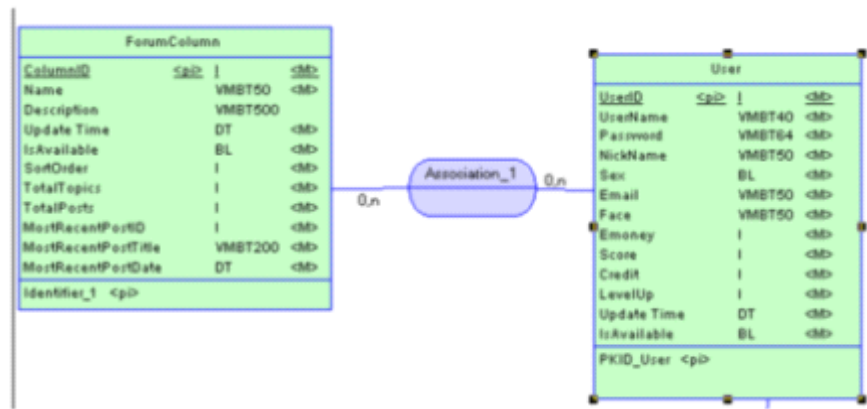 ForumColumn
ColumnID <pi> I <M>
Name VMBT50 <M>
Description VMBT500
Update Time DT <M>
IsAvailable BL <M>
SortOrder I <M>
TotalTopics I <M>
TotalPosts I <M>
MostRecentPostID I <M>
MostRecentPostTitle VMBT200 <M>
MostRecentPostDate DT <M>
Identifier_1 <pi>
0,n
Association_1
0,n
User
UserID <pi> I <M>
UserName VMBT40 <M>
Password VMBT64 <M>
NickName VMBT50 <M>
Sex BL <M>
Email VMBT50 <M>
Face VMBT50 <M>
Emoney I <M>
Score I <M>
Credit I <M>
LevelUp I <M>
Update Time DT <M>
IsAvailable BL <M>
PKID_User <pi>